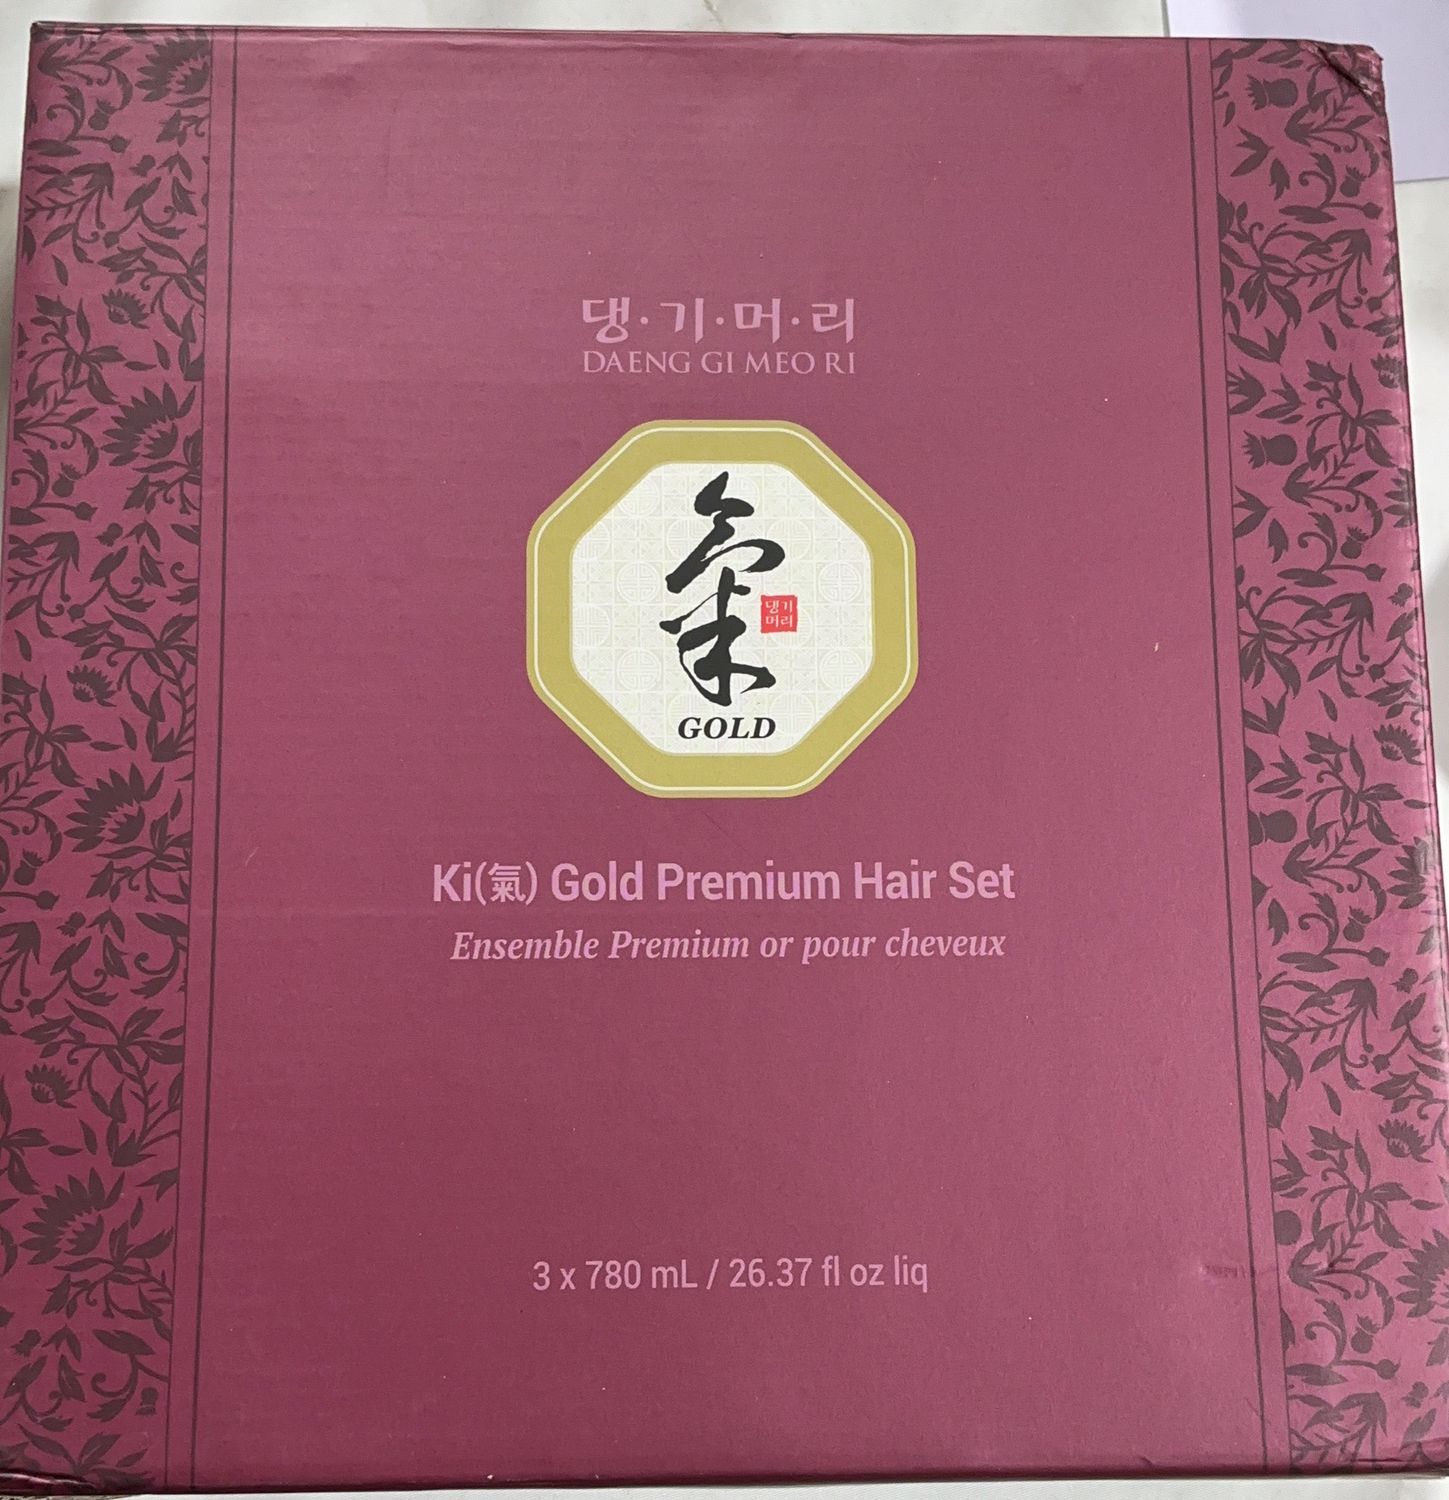 댕·기·머·리
DAENG GI MEO RI
氣
댕기
머리
GOLD
Ki(氣) Gold Premium Hair Set
Ensemble Premium or pour cheveux
3 x 780 mL / 26.37 fl oz liq